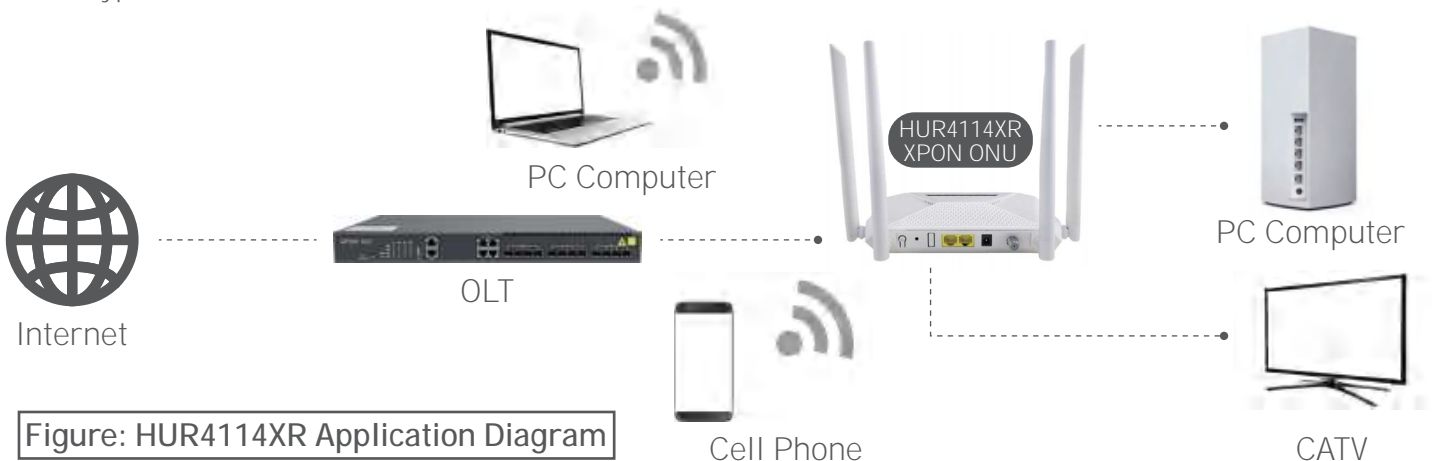 PC Computer
HUR4114XR
XPON ONU
PC Computer
OLT
Internet
Cell Phone
CATV
Figure: HUR4114XR Application Diagram